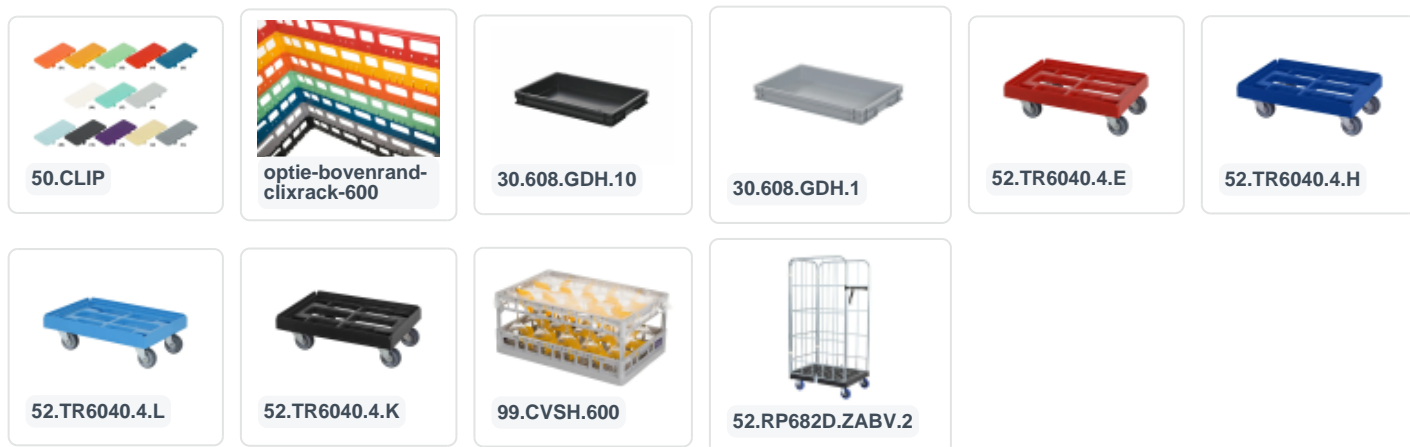 50.CLIP
optie-bovenrand-
clixrack-600
30.608.GDH.10
30.608.GDH.1
52.TR6040.4.E
52.TR6040.4.H
52.TR6040.4.L
52.TR6040.4.K
99.CVSH.600
52.RP682D.ZABV.2